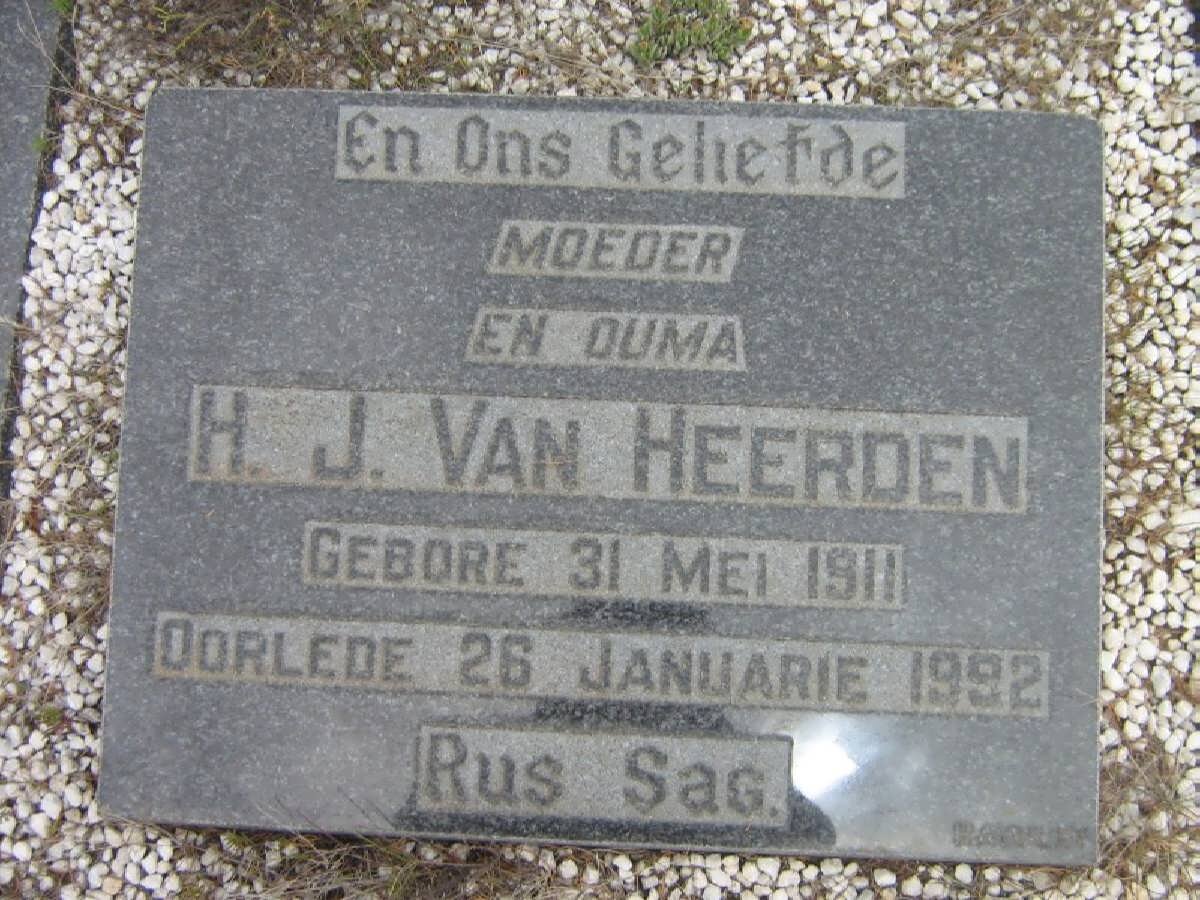 En Ons Geliefde
MOEDER
EN OUMA
H. J. VAN HEERDEN
GEBORE 31 MEI 1911
OORLEDE 26 JANUARIE 1992
RUS SAG.